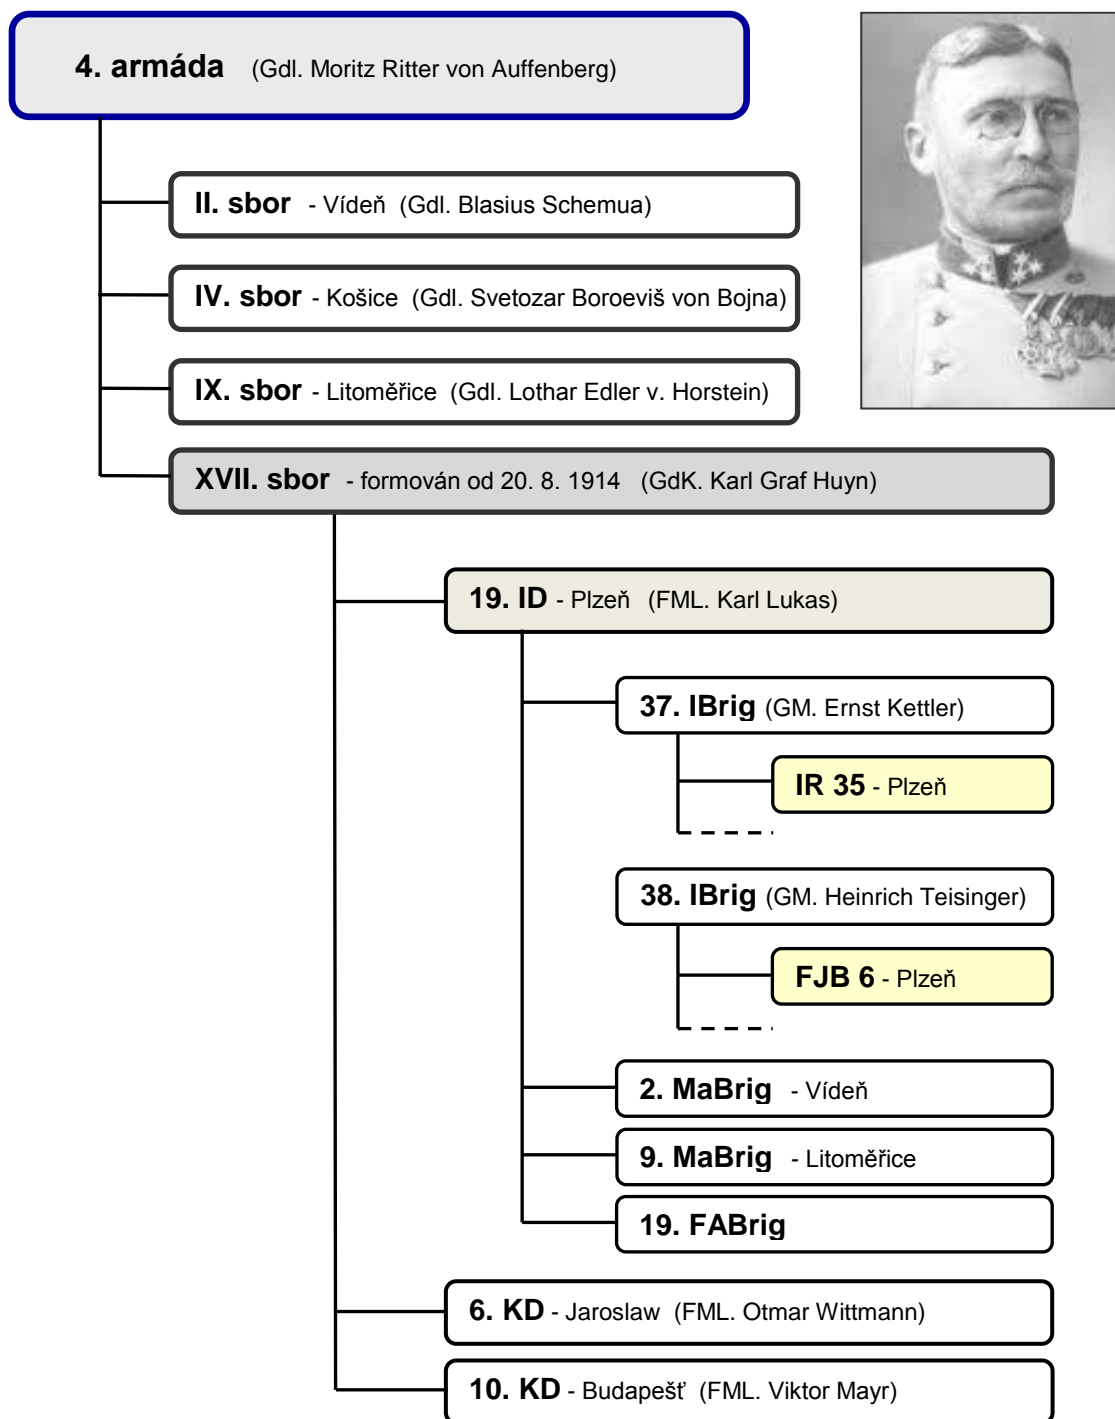 4. armáda (Gdl. Moritz Ritter von Auffenberg)
II. sbor - Vídeň (Gdl. Blasius Schemua)
IV. sbor - Košice (Gdl. Svetozar Boroeviš von Bojna)
IX. sbor - Litoměřice (Gdl. Lothar Edler v. Horstein)
XVII. sbor - formován od 20. 8. 1914 (GdK. Karl Graf Huyn)
19. ID - Plzeň (FML. Karl Lukas)
37. IBrig (GM. Ernst Kettler)
IR 35 - Plzeň
38. IBrig (GM. Heinrich Teisinger)
FJB 6 - Plzeň
2. MaBrig - Vídeň
9. MaBrig - Litoměřice
19. FABrig
6. KD - Jaroslaw (FML. Otmar Wittmann)
10. KD - Budapešť (FML. Viktor Mayr)